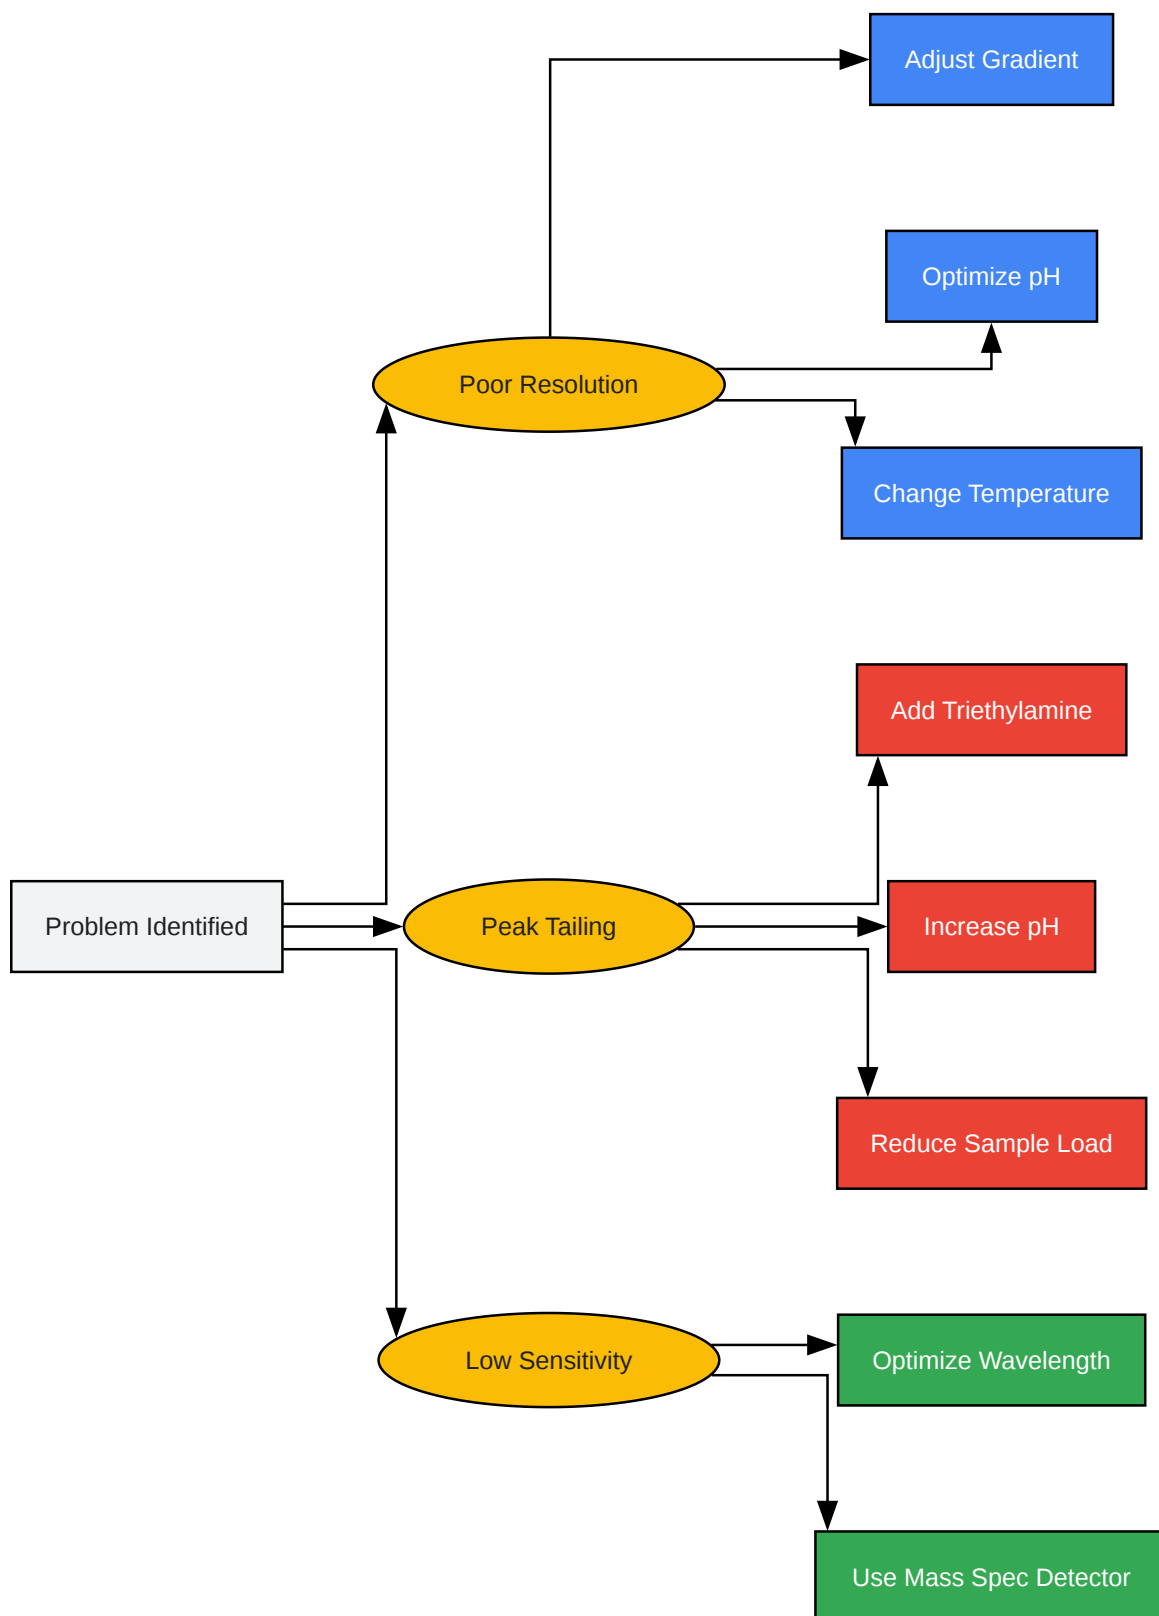 Adjust Gradient
Optimize pH
Poor Resolution
Change Temperature
Add Triethylamine
Problem Identified
Peak Tailing
Increase pH
Reduce Sample Load
Low Sensitivity
Optimize Wavelength
Use Mass Spec Detector